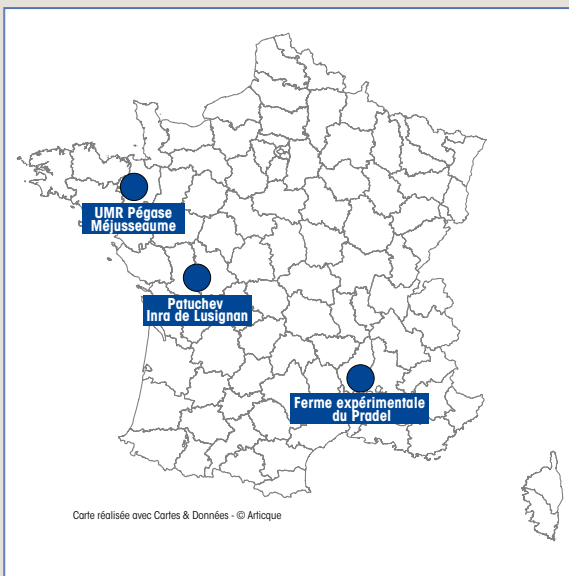 UMR Pégase
Méjusseaume
Patuchev
Inra de Lusignan
Ferme expérimentale
du Pradel
Carte réalisée avec Cartes & Données - © Articque